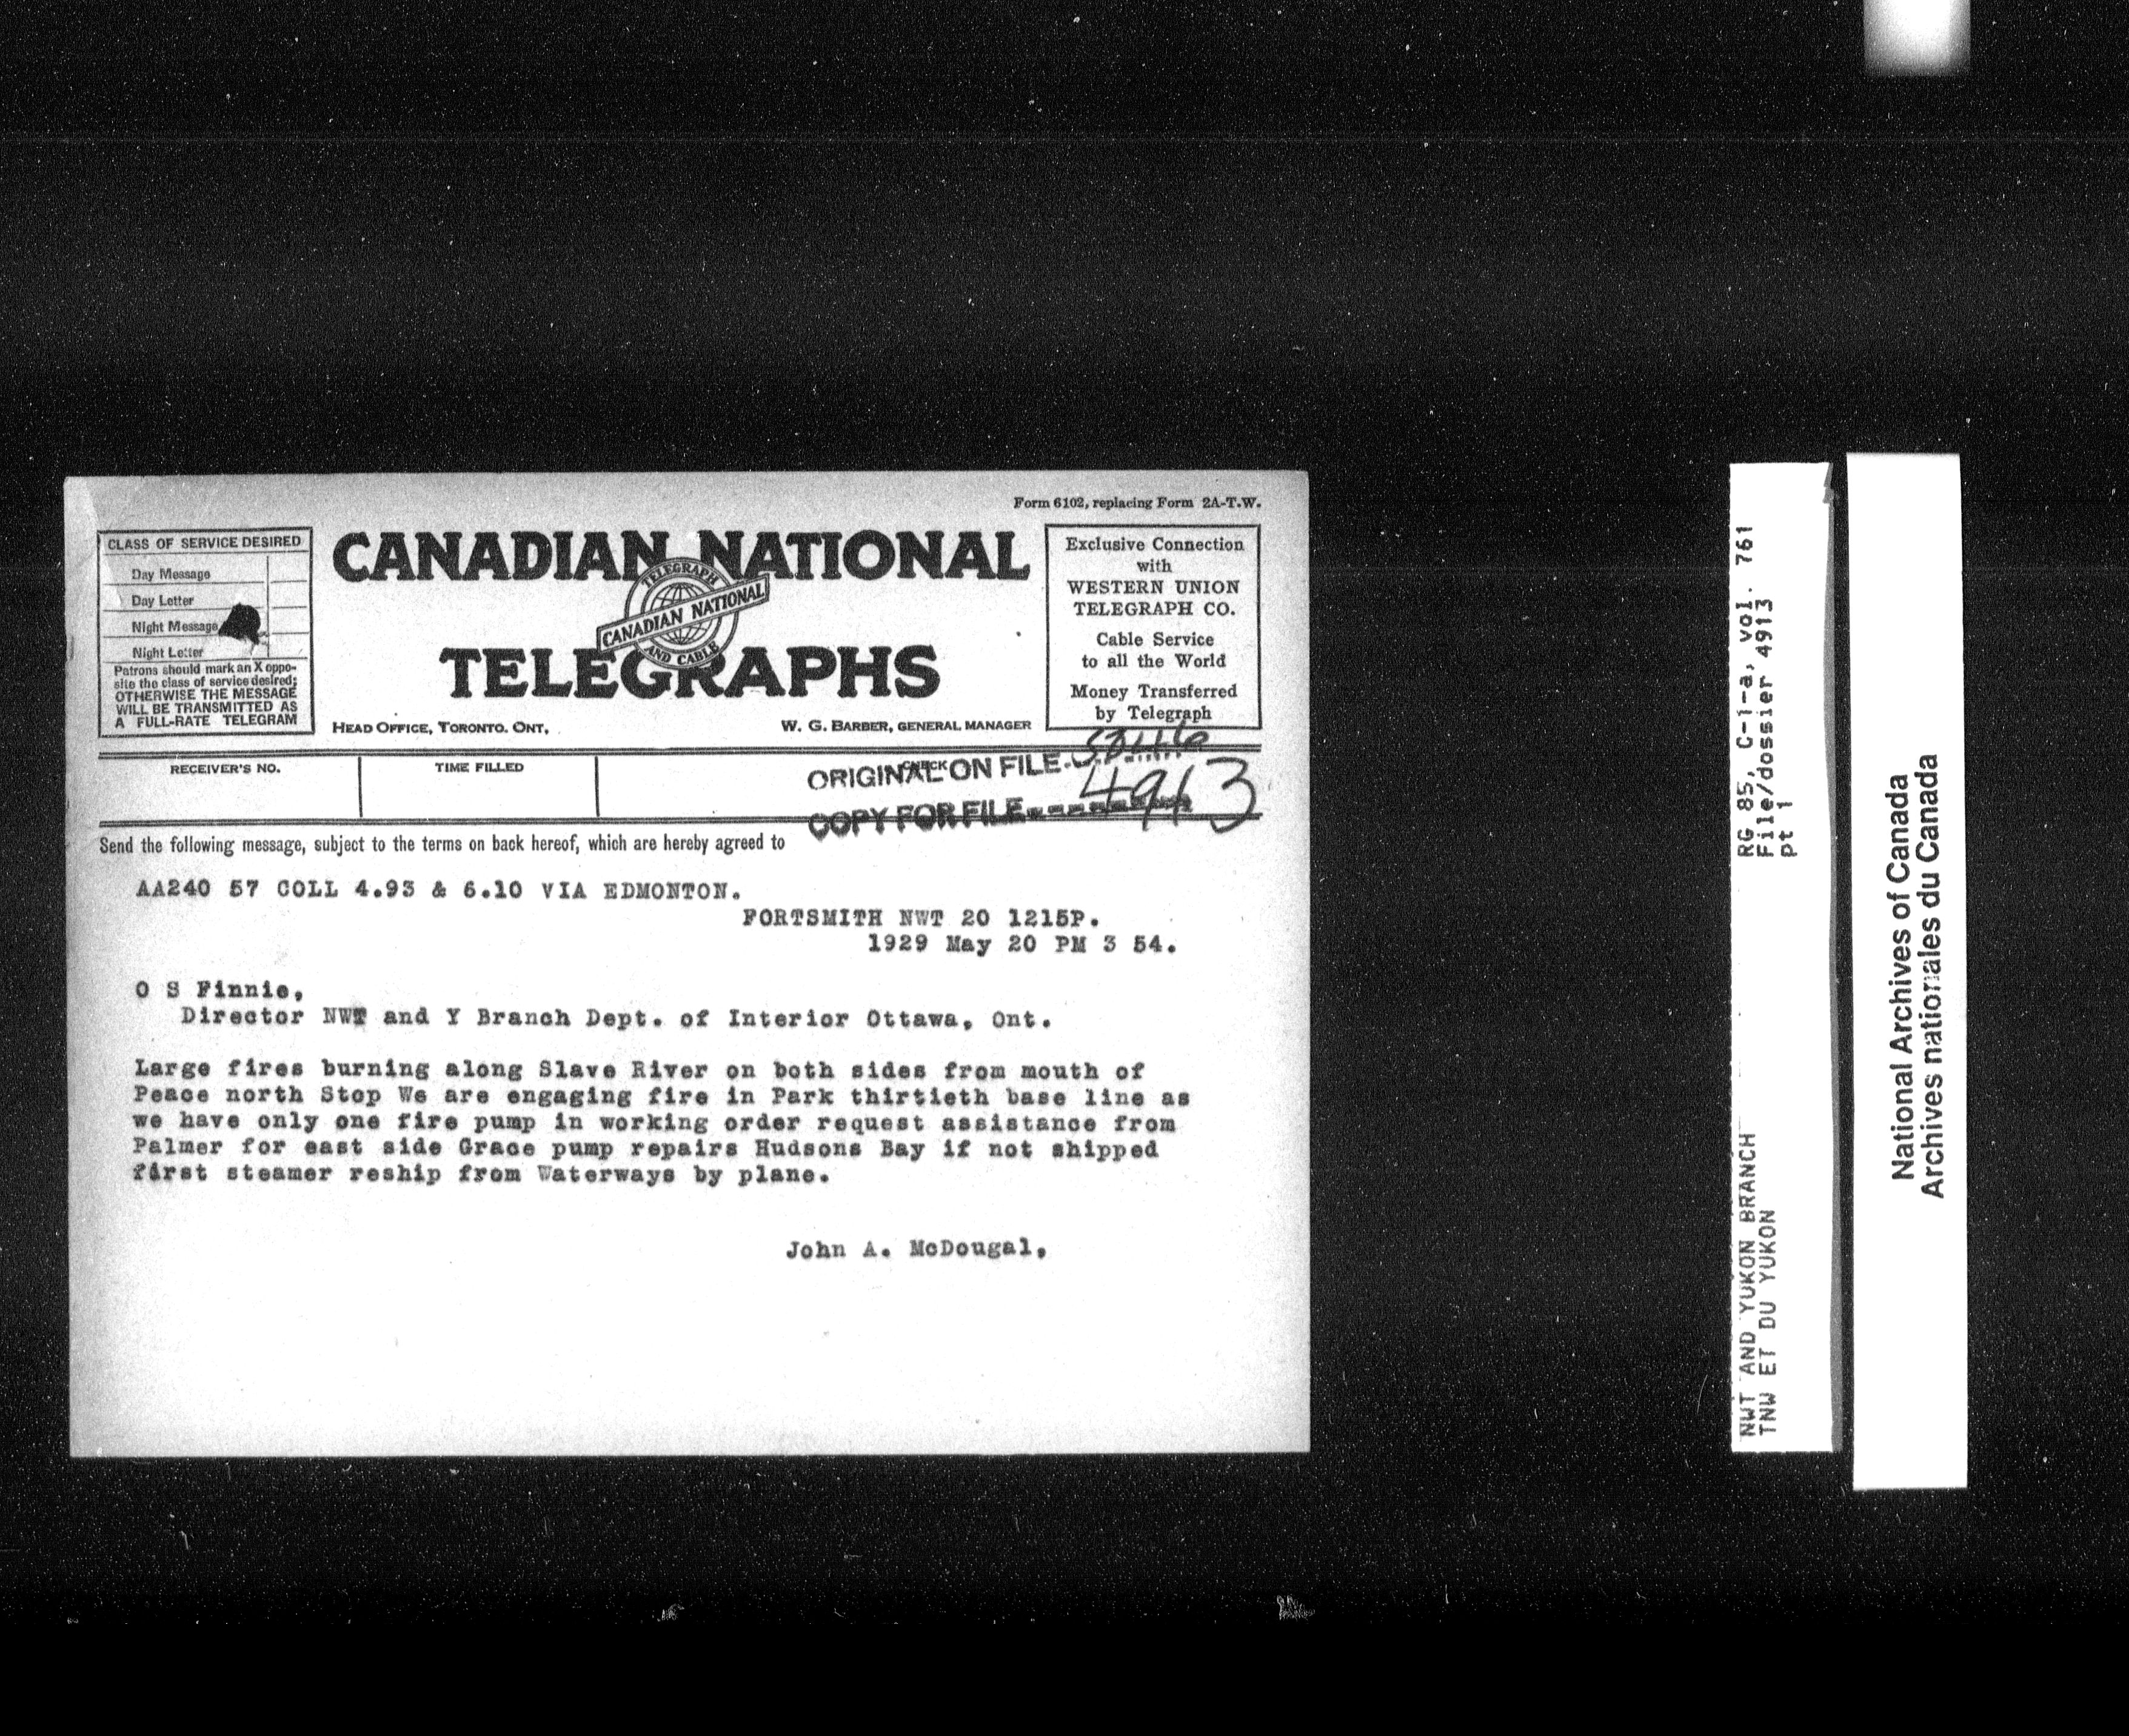 Form 6102, replacing Form 2A-T.W.
CLASS OF SERVICE DESIRED
Day Message
Day Letter
Night Message
Night Letter
Patrons should mark an X oppo-
site the class of service desired;
OTHERWISE THE MESSAGE
WILL BE TRANSMITTED AS
A FULL-RATE TELEGRAM
CANADIAN NATIONAL
TELEGRAPH
CANADIAN NATIONAL
AND CABLE
TELEGRAPHS
HEAD OFFICE, TORONTO. ONT.
W. G. BARBER, GENERAL MANAGER
Exclusive Connection
with
WESTERN UNION
TELEGRAPH CO.
Cable Service
to all the World
Money Transferred
by Telegraph
RECEIVER'S NO.
TIME FILLED
CHECK
ORIGINAL ON FILE
COPY FOR FILE 4913
Send the following message, subject to the terms on back hereof, which are hereby agreed to
AA240 57 COLL 4.93 & 6.10 VIA EDMONTON.
FORTSMITH NWT 20 1215P.
1929 May 20 PM 3 54.
O S Finnie,
Director NWT and Y Branch Dept. of Interior Ottawa, Ont.
Large fires burning along Slave River on both sides from mouth of
Peace north Stop We are engaging fire in Park thirtieth base line as
we have only one fire pump in working order request assistance from
Palmer for east side Grace pump repairs Hudsons Bay if not shipped
first steamer reship from Waterways by plane.
John A. McDougal.
RG 85, C-1-a, vol. 761
File/dossier 4913
pt 1
NWT AND YUKON BRANCH
TNW ET DU YUKON
National Archives of Canada
Archives nationales du Canada